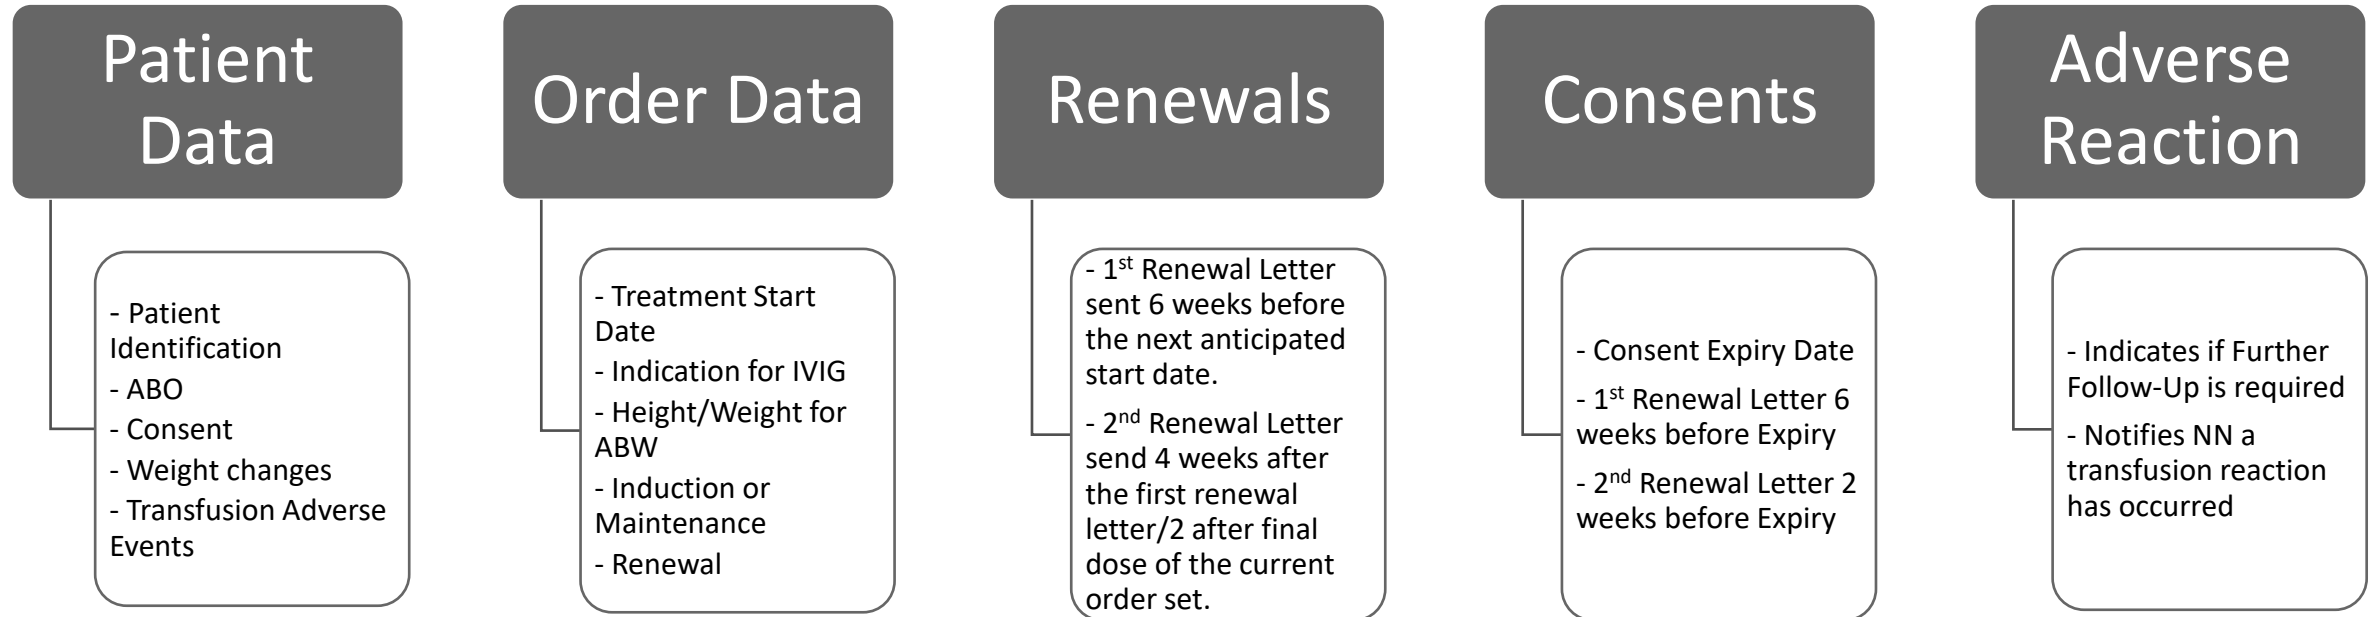 Patient
Data
- Patient
Identification
- ABO
- Consent
- Weight changes
- Transfusion Adverse
Events
Order Data
- Treatment Start
Date
- Indication for IVIG
- Height/Weight for
ABW
- Induction or
Maintenance
- Renewal
Renewals
- 1st Renewal Letter
sent 6 weeks before
the next anticipated
start date.
- 2nd Renewal Letter
send 4 weeks after
the first renewal
letter/2 after final
dose of the current
order set.
Consents
- Consent Expiry Date
- 1st Renewal Letter 6
weeks before Expiry
- 2nd Renewal Letter 2
weeks before Expiry
Adverse
Reaction
- Indicates if Further
Follow-Up is required
- Notifies NN a
transfusion reaction
has occurred